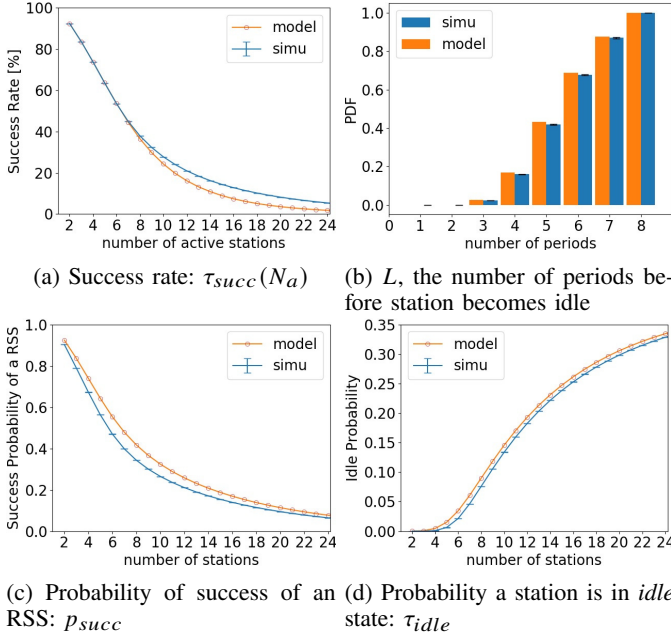 100
80
60
40
20
0
Success Rate [%]
model
simu
2 4 6 8 10 12 14 16 18 20 22 24
number of active stations
(a) Success rate: τsucc(Na)
1.0
0.8
0.6
0.4
0.2
0.0
PDF
simu
model
0 1 2 3 4 5 6 7 8
number of periods
(b) L, the number of periods be-
fore station becomes idle
1.0
0.8
0.6
0.4
0.2
0.0
Success Probability of a RSS
model
simu
2 4 6 8 10 12 14 16 18 20 22 24
number of stations
(c) Probability of success of an
RSS: psucc
0.35
0.30
0.25
0.20
0.15
0.10
0.05
0.00
Idle Probability
model
simu
2 4 6 8 10 12 14 16 18 20 22 24
number of stations
(d) Probability a station is in idle
state: τidle